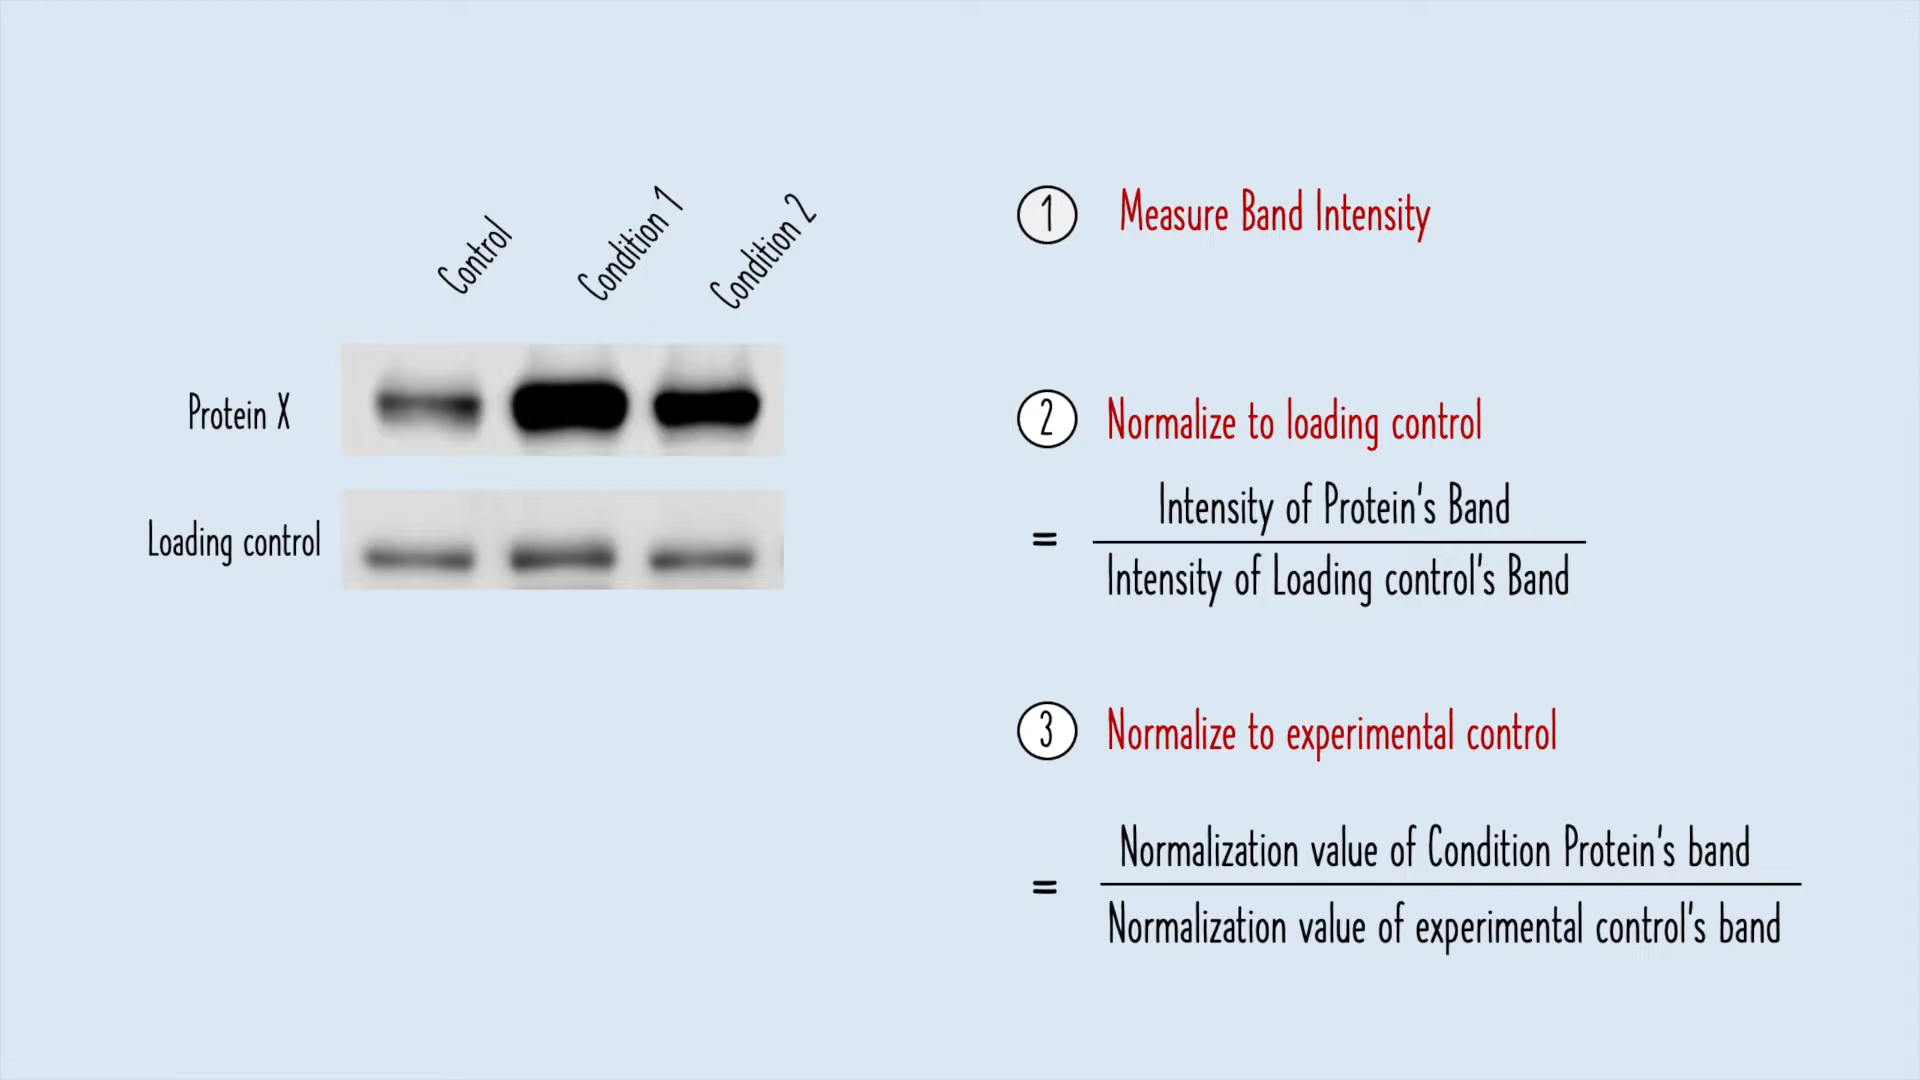 Control
Condition 1
Condition 2
Protein X
Loading control
1 Measure Band Intensity
2 Normalize to loading control
= Intensity of Protein's Band
Intensity of Loading control's Band
3 Normalize to experimental control
= Normalization value of Condition Protein's band
Normalization value of experimental control's band